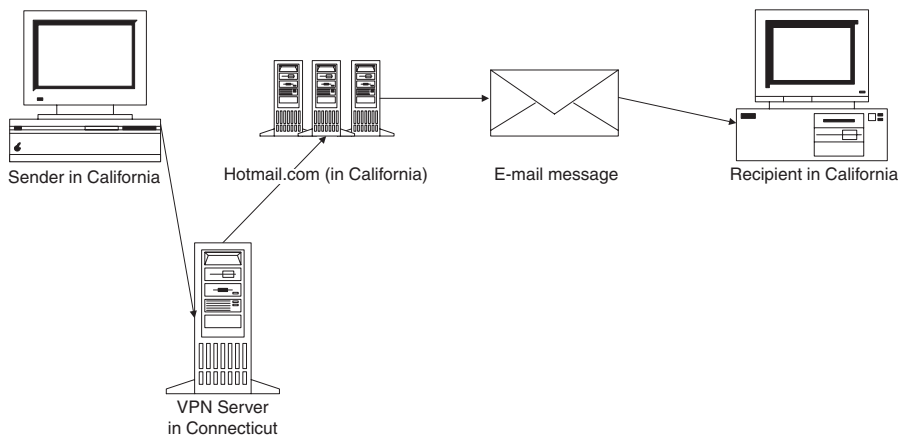 Sender in California
Hotmail.com (in California)
E-mail message
Recipient in California
VPN Server
in Connecticut